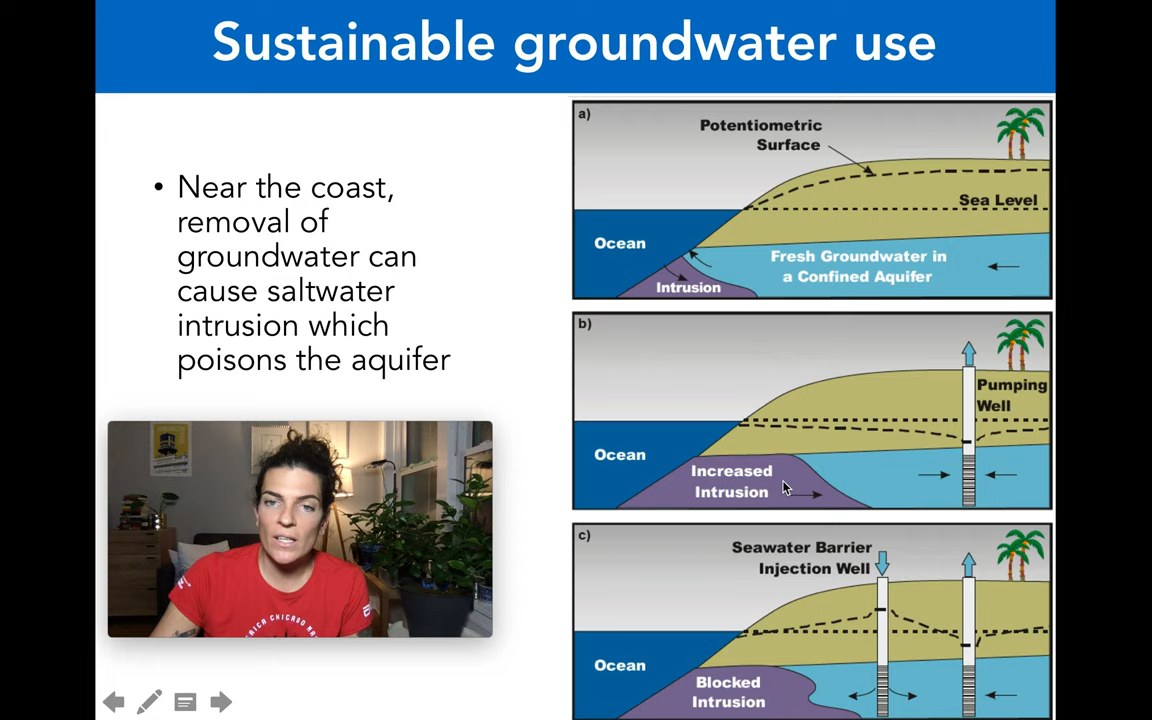 Sustainable groundwater use
• Near the coast,
removal of
groundwater can
cause saltwater
intrusion which
poisons the aquifer
a)
Potentiometric
Surface
Sea Level
Ocean
Fresh Groundwater in
a Confined Aquifer
Intrusion
b)
Pumping
Well
Ocean
Increased
Intrusion
c)
Seawater Barrier
Injection Well
Ocean
Blocked
Intrusion